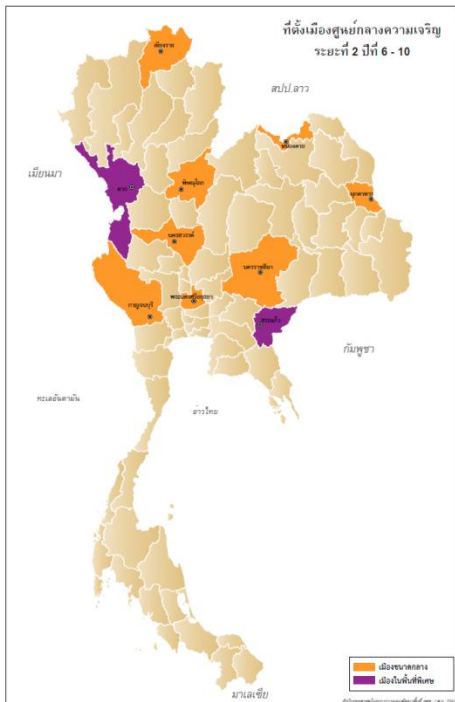 ที่ตั้งเมืองศูนย์กลางความเจริญ
ระยะที่ 2 ปีที่ 6 - 10
เชียงราย
สปป.ลาว
หนองคาย
เมียนมา
ตาก
พิษณุโลก
มุกดาหาร
นครสวรรค์
นครราชสีมา
พระนครศรีอยุธยา
กาญจนบุรี
สระแก้ว
กัมพูชา
ทะเลอันดามัน
อ่าวไทย
เมืองขนาดกลาง
เมืองในพื้นที่พิเศษ
มาเลเซีย